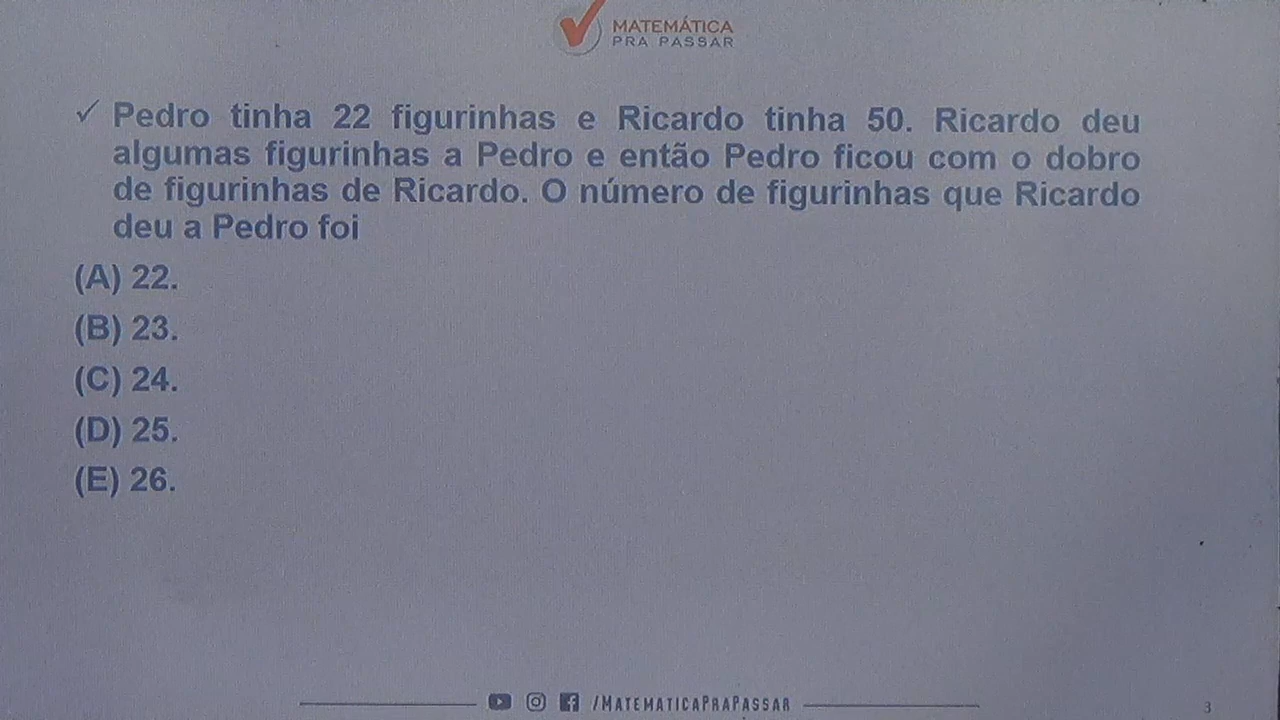 MATEMÁTICA
PRA PASSAR
✓ Pedro tinha 22 figurinhas e Ricardo tinha 50. Ricardo deu
algumas figurinhas a Pedro e então Pedro ficou com o dobro
de figurinhas de Ricardo. O número de figurinhas que Ricardo
deu a Pedro foi
(A) 22.
(B) 23.
(C) 24.
(D) 25.
(E) 26.
/MATEMATICAPRAPASSAR
3